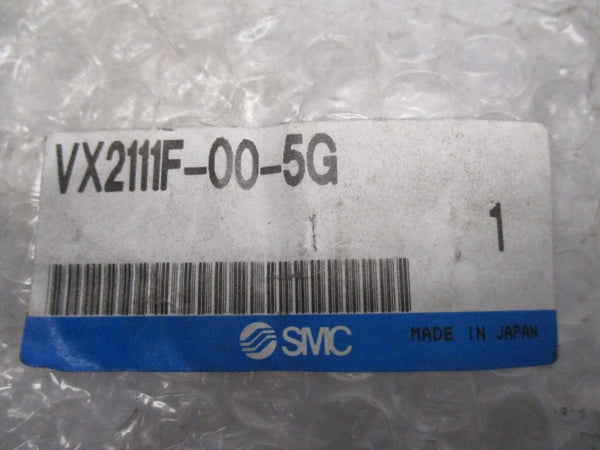 VX2111F-00-5G
1
SMC MADE IN JAPAN